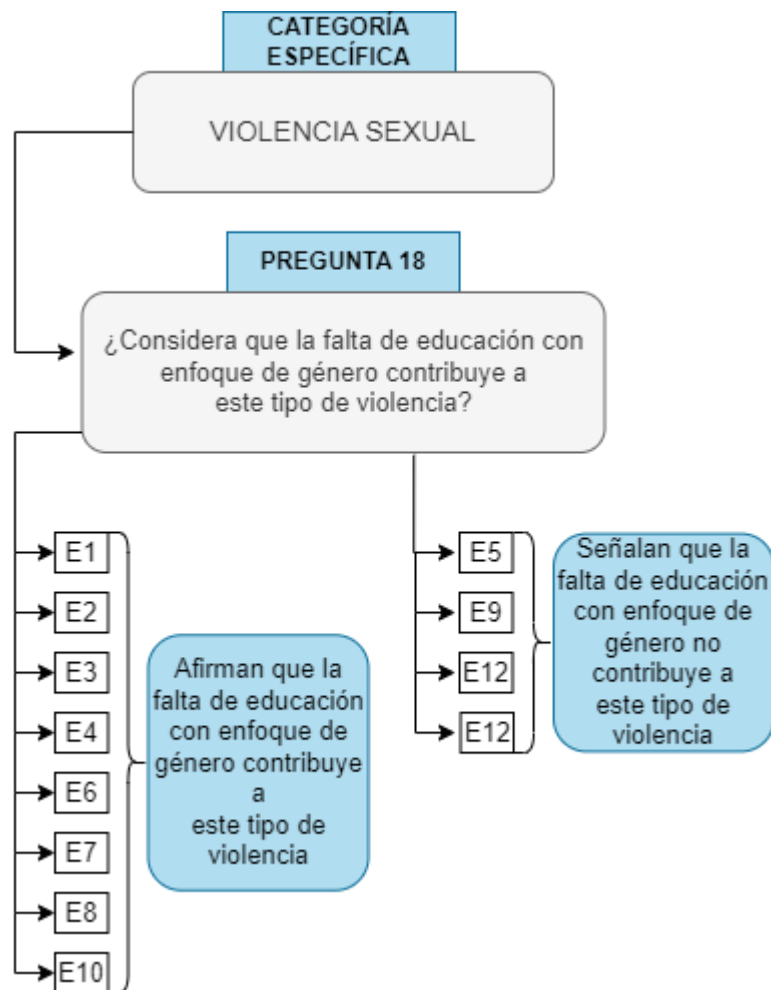 CATEGORÍA
ESPECÍFICA
VIOLENCIA SEXUAL
PREGUNTA 18
¿Considera que la falta de educación con
enfoque de género contribuye a
este tipo de violencia?
E1
E2
E3
E4
E6
E7
E8
E10
Afirman que la
falta de educación
con enfoque de
género contribuye
a
este tipo de
violencia
E5
E9
E12
E12
Señalan que la
falta de educación
con enfoque de
género no
contribuye a
este tipo de
violencia